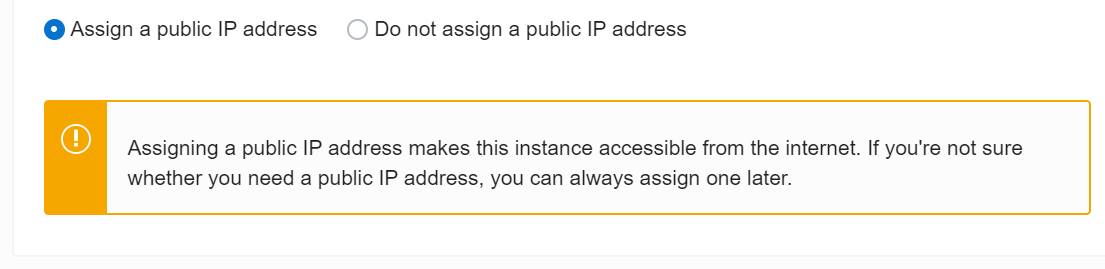 Assign a public IP address Do not assign a public IP address
Assigning a public IP address makes this instance accessible from the internet. If you're not sure
whether you need a public IP address, you can always assign one later.